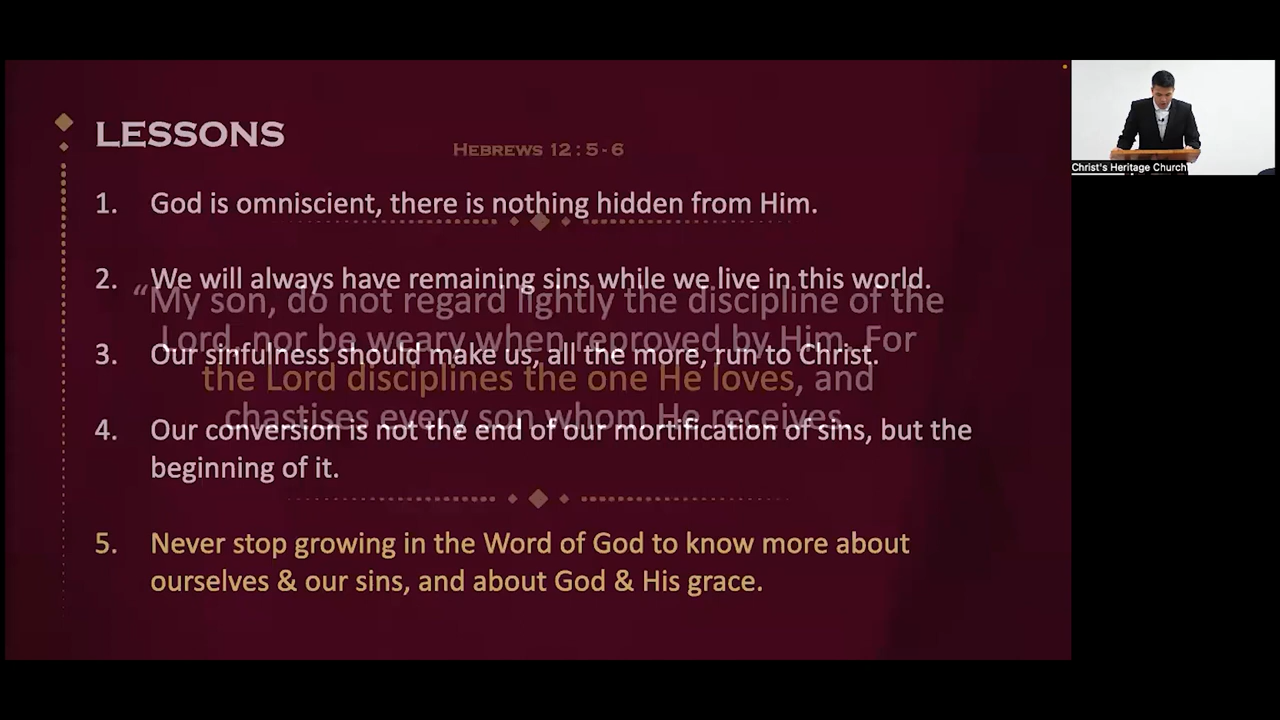 LESSONS
HEBREWS 12:5-6
1. God is omniscient, there is nothing hidden from Him.
2. We will always have remaining sins while we live in this world.
“My son, do not regard lightly the discipline of the
Lord, nor be weary when reproved by Him. For
3. Our sinfulness should make us, all the more, run to Christ.
the Lord disciplines the one He loves, and
chastises every son whom He receives.
4. Our conversion is not the end of our mortification of sins, but the
beginning of it.
5. Never stop growing in the Word of God to know more about
ourselves & our sins, and about God & His grace.
Christ's Heritage Church